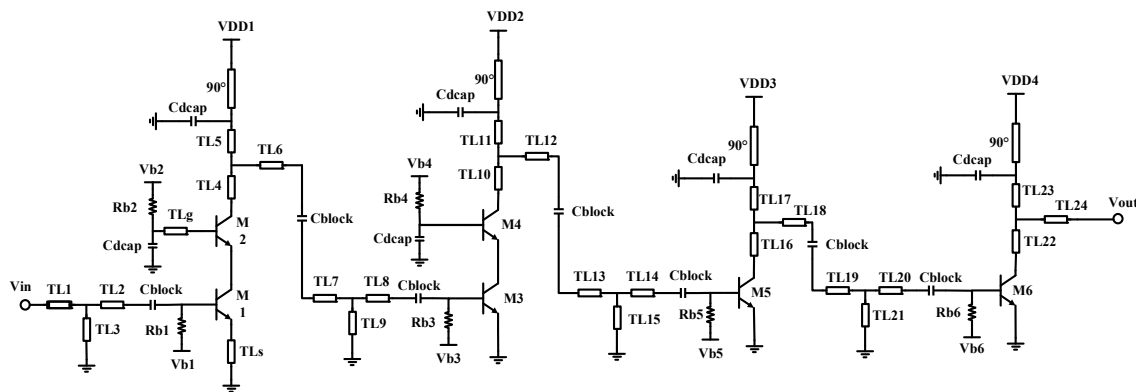 VDD1
90°
Cdcap
TL5
TL6
Vb2
TL4
Rb2
TLg
M
2
Cdcap
Cblock
Vin
TL1
TL2
Cblock
M
1
TL3
Rb1
Vb1
TLs
VDD2
90°
Cdcap
TL11
TL12
Vb4
TL10
Rb4
M4
Cdcap
Cblock
TL7
TL8
Cblock
M3
TL9
Rb3
Vb3
VDD3
90°
Cdcap
TL17
TL18
TL16
Cblock
TL13
TL14
Cblock
M5
TL15
Rb5
Vb5
VDD4
90°
Cdcap
TL23
TL24
Vout
TL22
TL19
TL20
Cblock
M6
TL21
Rb6
Vb6